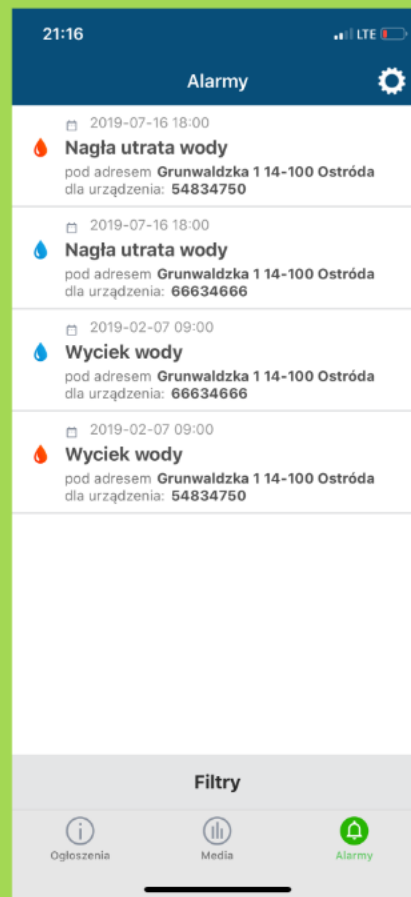 21:16
LTE
Alarmy
2019-07-16 18:00
Nagła utrata wody
pod adresem Grunwaldzka 1 14-100 Ostróda
dla urządzenia: 54834750
2019-07-16 18:00
Nagła utrata wody
pod adresem Grunwaldzka 1 14-100 Ostróda
dla urządzenia: 66634666
2019-02-07 09:00
Wyciek wody
pod adresem Grunwaldzka 1 14-100 Ostróda
dla urządzenia: 66634666
2019-02-07 09:00
Wyciek wody
pod adresem Grunwaldzka 1 14-100 Ostróda
dla urządzenia: 54834750
Filtry
Ogłoszenia
Media
Alarmy